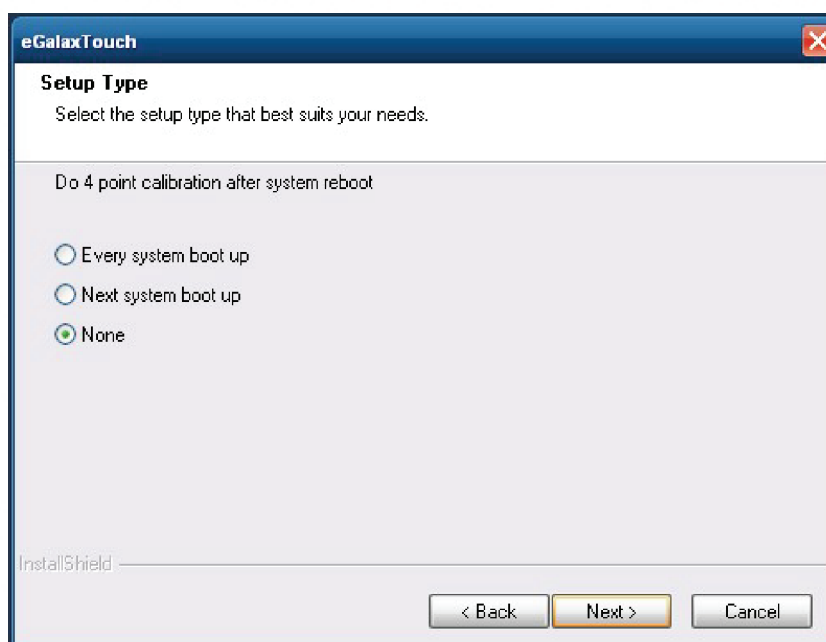 eGalaxTouch
Setup Type
Select the setup type that best suits your needs.
Do 4 point calibration after system reboot
Every system boot up
Next system boot up
None
InstallShield
< Back Next > Cancel